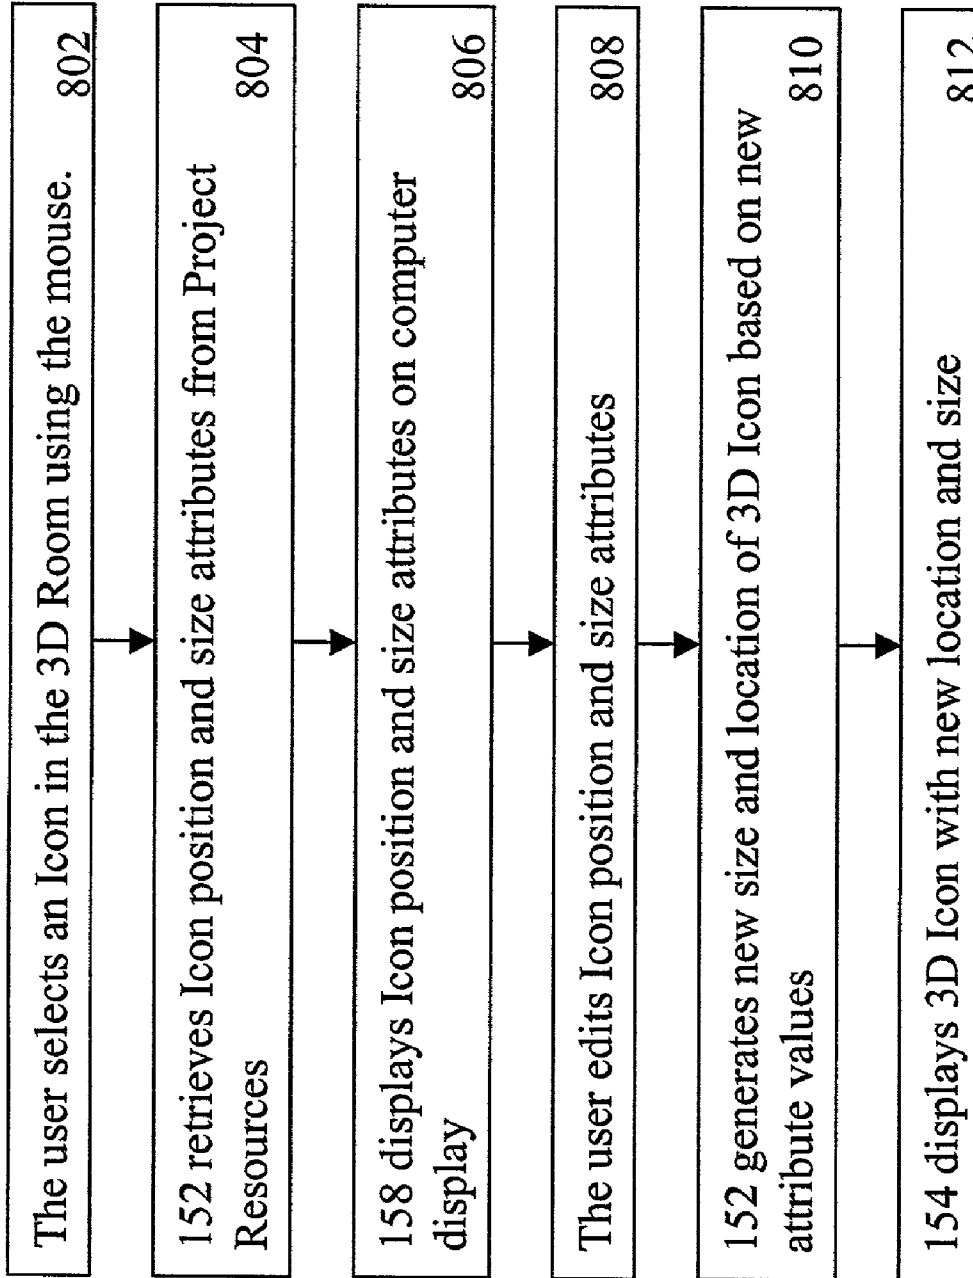 The user selects an Icon in the 3D Room using the mouse.
802
152 retrieves Icon position and size attributes from Project
Resources
804
158 displays Icon position and size attributes on computer
display
806
The user edits Icon position and size attributes
808
152 generates new size and location of 3D Icon based on new
attribute values
810
154 displays 3D Icon with new location and size
812